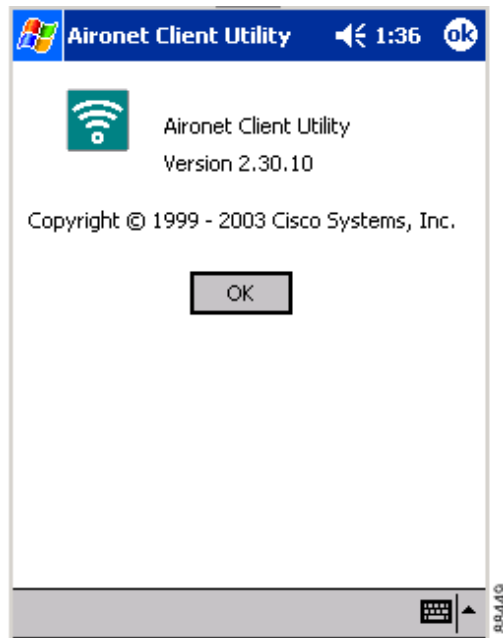 Aironet Client Utility 1:36 ok
Aironet Client Utility
Version 2.30.10
Copyright © 1999 - 2003 Cisco Systems, Inc.
OK
88449